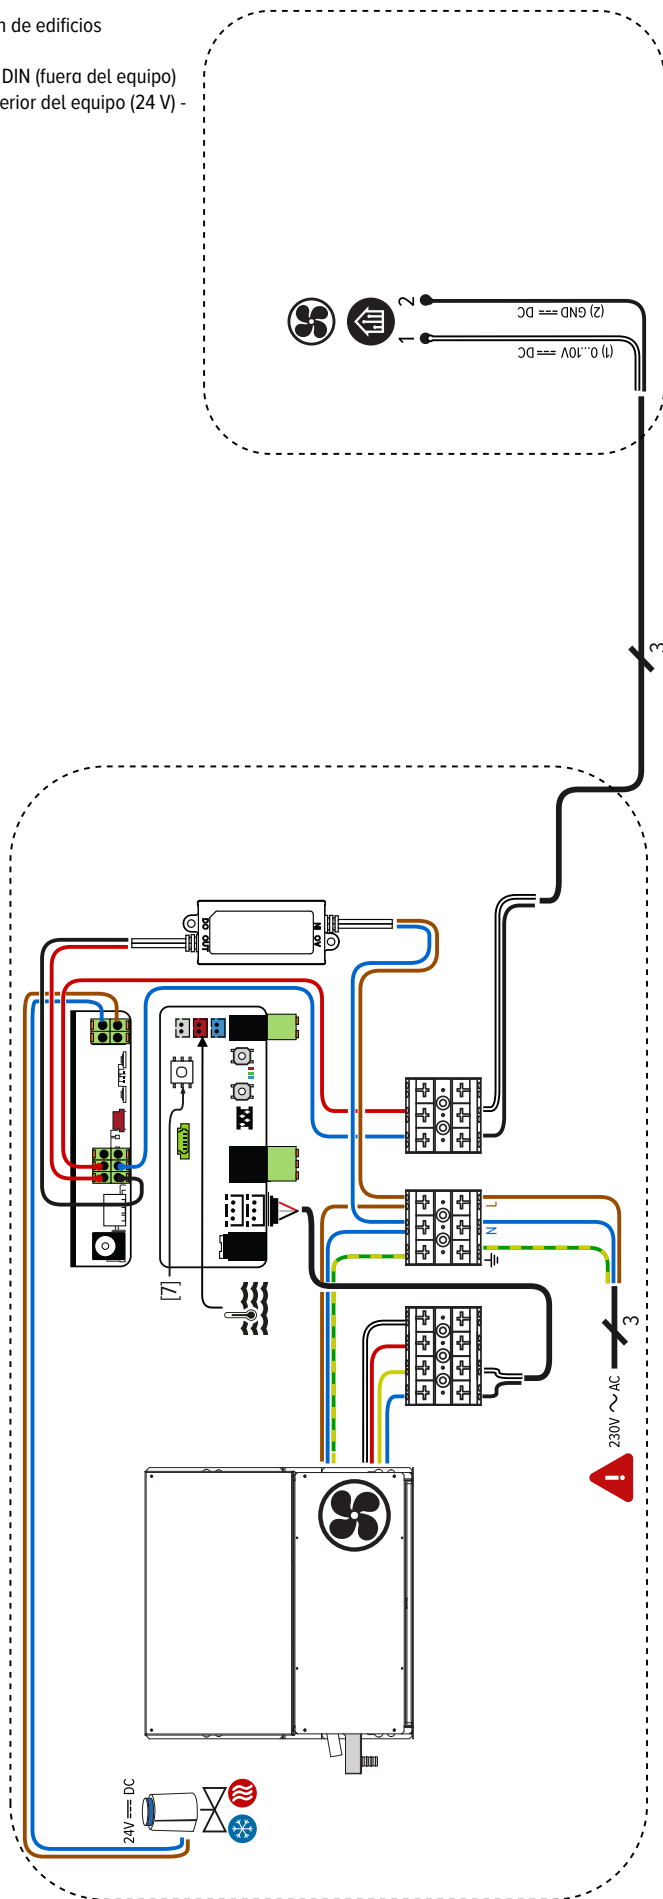 n de edificios
DIN (fuera del equipo)
erior del equipo (24 V) -
2
(2) GND DC
1
(1) 0...10V DC
3
DC OUT
L
N
[7]
3
230V ~ AC
!
24V DC